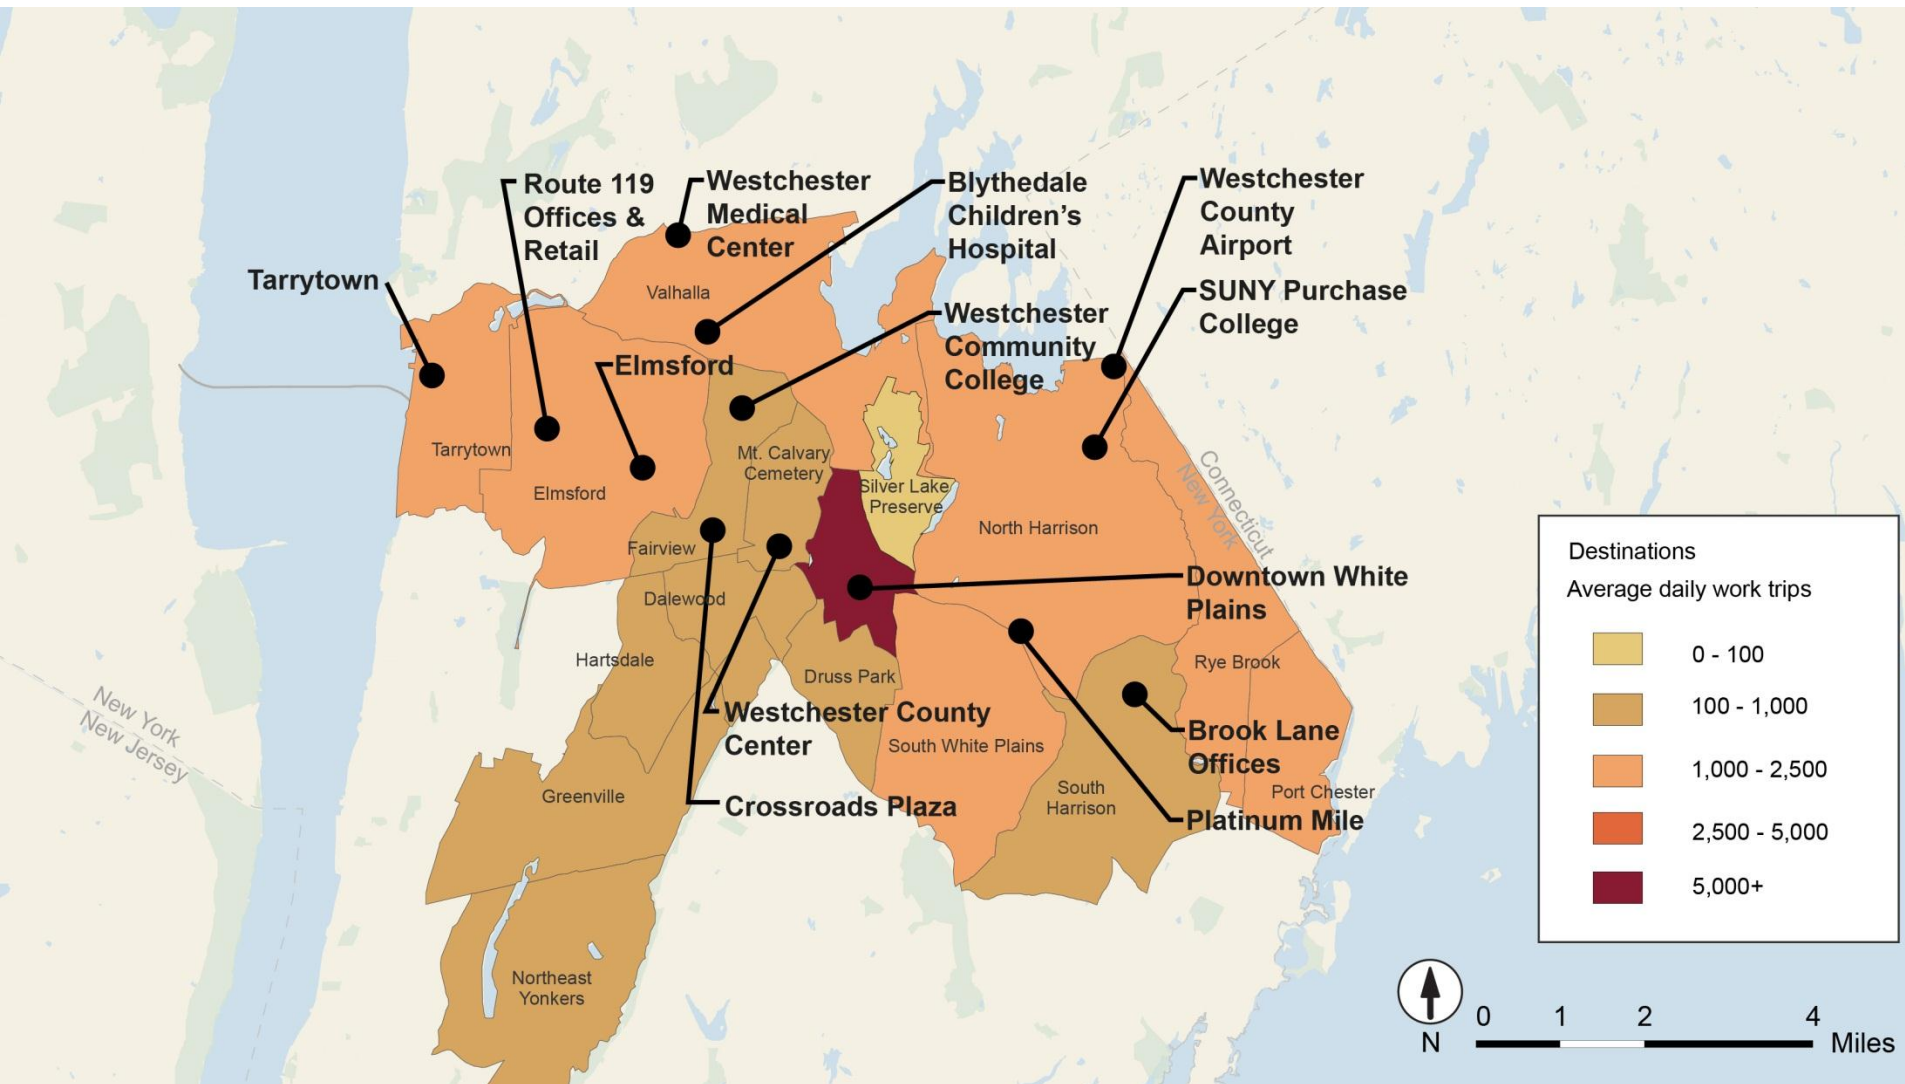 Route 119
Offices &
Retail
Westchester
Medical
Center
Blythedale
Children's
Hospital
Westchester
County
Airport
Tarrytown
Valhalla
Westchester
Community
College
SUNY Purchase
College
Elmsford
Tarrytown
Elmsford
Mt. Calvary
Cemetery
Silver Lake
Preserve
North Harrison
Connecticut
New York
Fairview
Dalewood
Downtown White
Plains
Hartsdale
Druss Park
Rye Brook
New York
New Jersey
Westchester County
Center
South White Plains
Brook Lane
Offices
Greenville
Crossroads Plaza
South
Harrison
Port Chester
Platinum Mile
Northeast
Yonkers
Destinations
Average daily work trips
0 - 100
100 - 1,000
1,000 - 2,500
2,500 - 5,000
5,000+
N
0 1 2 4
Miles